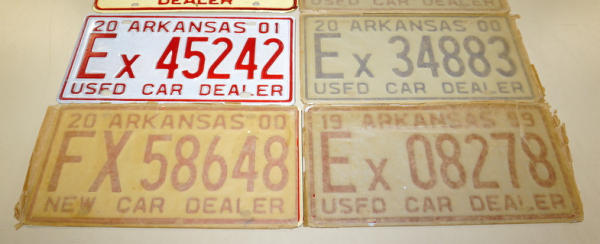 DEALER
20 ARKANSAS 01
Ex 45242
USED CAR DEALER
20 ARKANSAS 00
Ex 34883
USED CAR DEALER
20 ARKANSAS 00
FX 58648
NEW CAR DEALER
19 ARKANSAS 99
Ex 08278
USED CAR DEALER